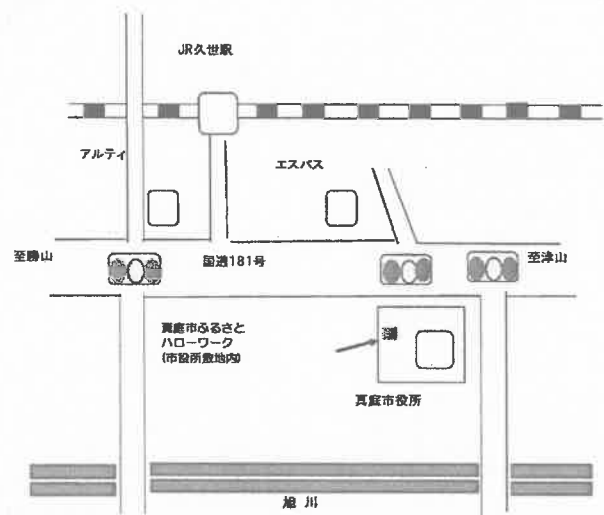 JR久世駅
アルティ
エスパス
至勝山
国道181号
至津山
真庭市ふるさと
ハローワーク
(市役所敷地内)
真庭市役所
旭川